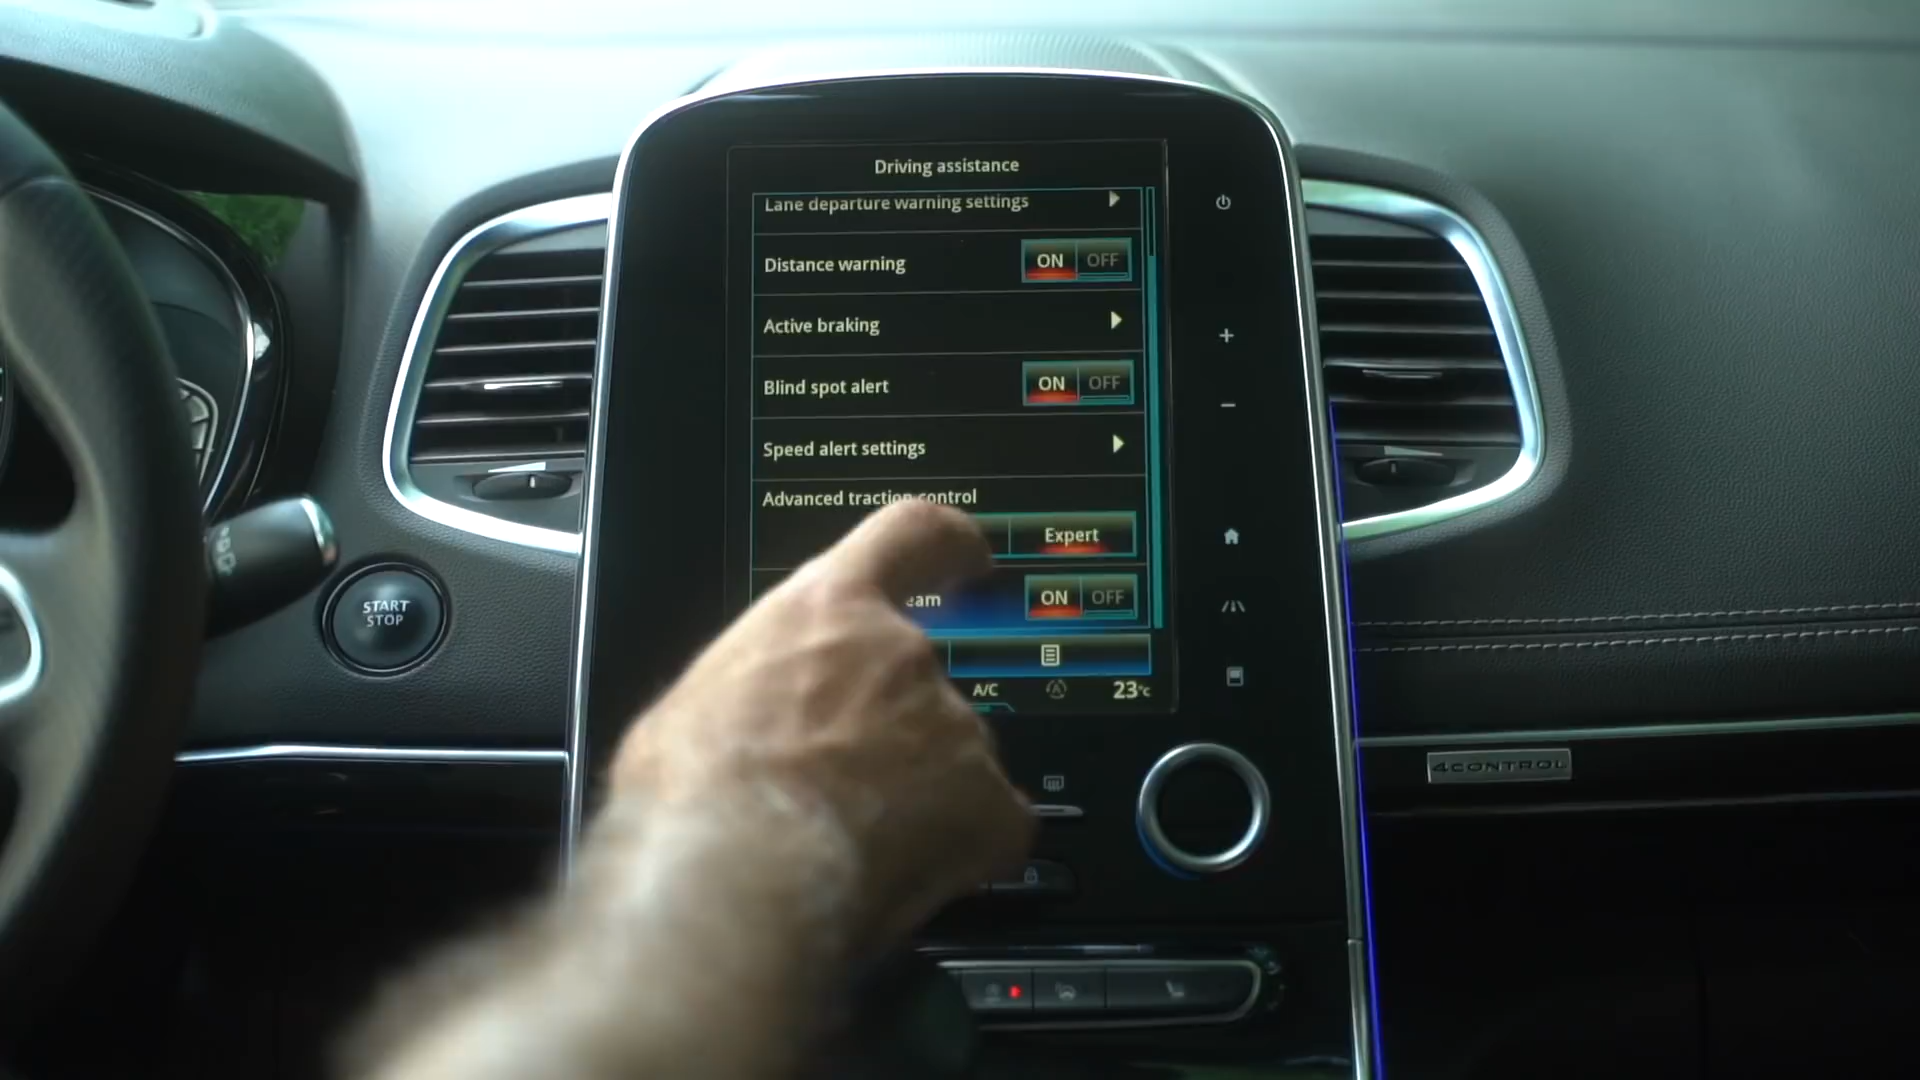 Driving assistance
Lane departure warning settings
Distance warning ON OFF
Active braking
Blind spot alert ON OFF
Speed alert settings
Advanced traction control
Expert
eam ON OFF
A/C 23°C
START
STOP
4CONTROL